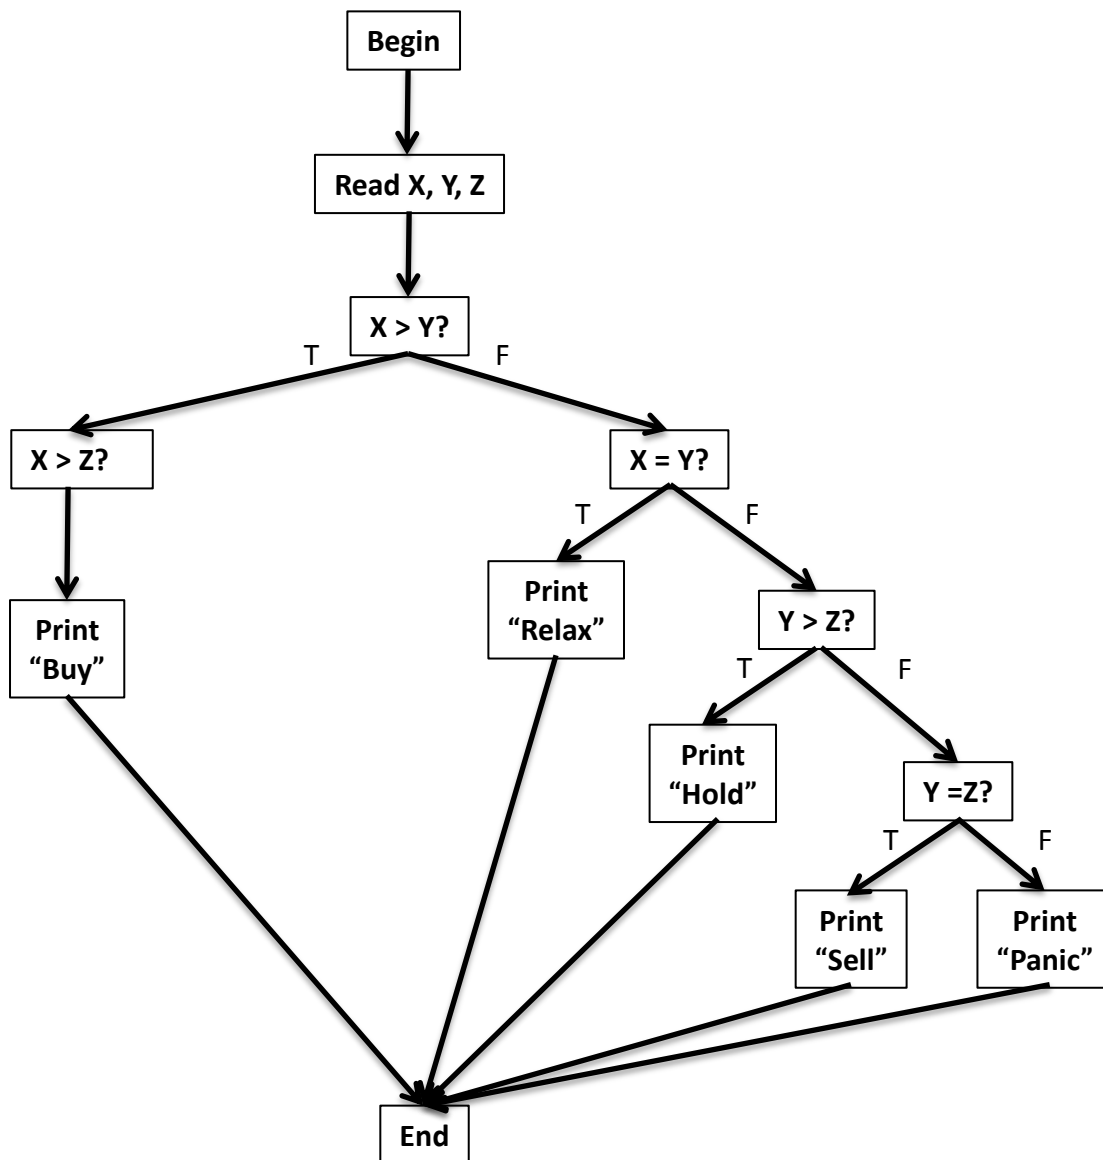 Begin
Read X, Y, Z
X > Y?
T
F
X > Z?
X = Y?
T
F
Print
“Relax”
Print
“Buy”
Y > Z?
T
F
Print
“Hold”
Y =Z?
T
F
Print
“Sell”
Print
“Panic”
End